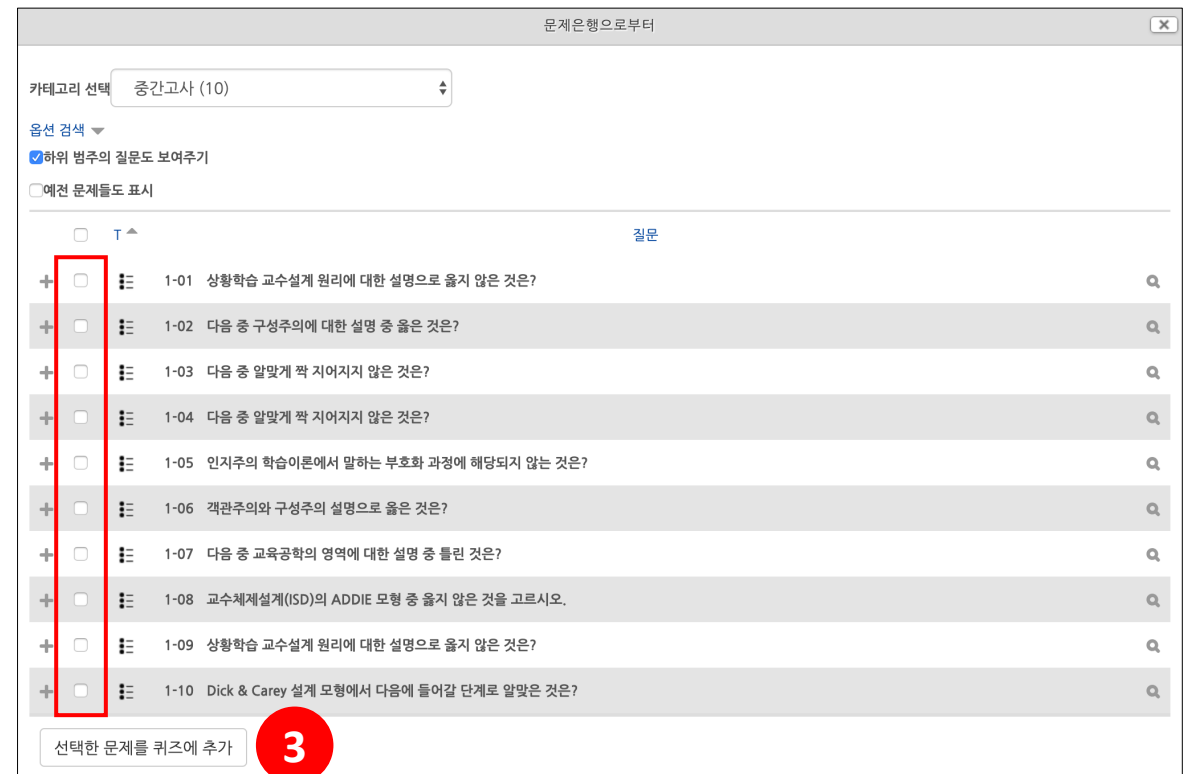 문제은행으로부터
카테고리 선택 중간고사 (10)
옵션 검색
하위 범주의 질문도 보여주기
예전 문제들도 표시
T 질문
1-01 상황학습 교수설계 원리에 대한 설명으로 옳지 않은 것은?
1-02 다음 중 구성주의에 대한 설명 중 옳은 것은?
1-03 다음 중 알맞게 짝 지어지지 않은 것은?
1-04 다음 중 알맞게 짝 지어지지 않은 것은?
1-05 인지주의 학습이론에서 말하는 부호화 과정에 해당되지 않는 것은?
1-06 객관주의와 구성주의 설명으로 옳은 것은?
1-07 다음 중 교육공학의 영역에 대한 설명 중 틀린 것은?
1-08 교수체제설계(ISD)의 ADDIE 모형 중 옳지 않은 것을 고르시오.
1-09 상황학습 교수설계 원리에 대한 설명으로 옳지 않은 것은?
1-10 Dick & Carey 설계 모형에서 다음에 들어갈 단계로 알맞은 것은?
선택한 문제를 퀴즈에 추가
3